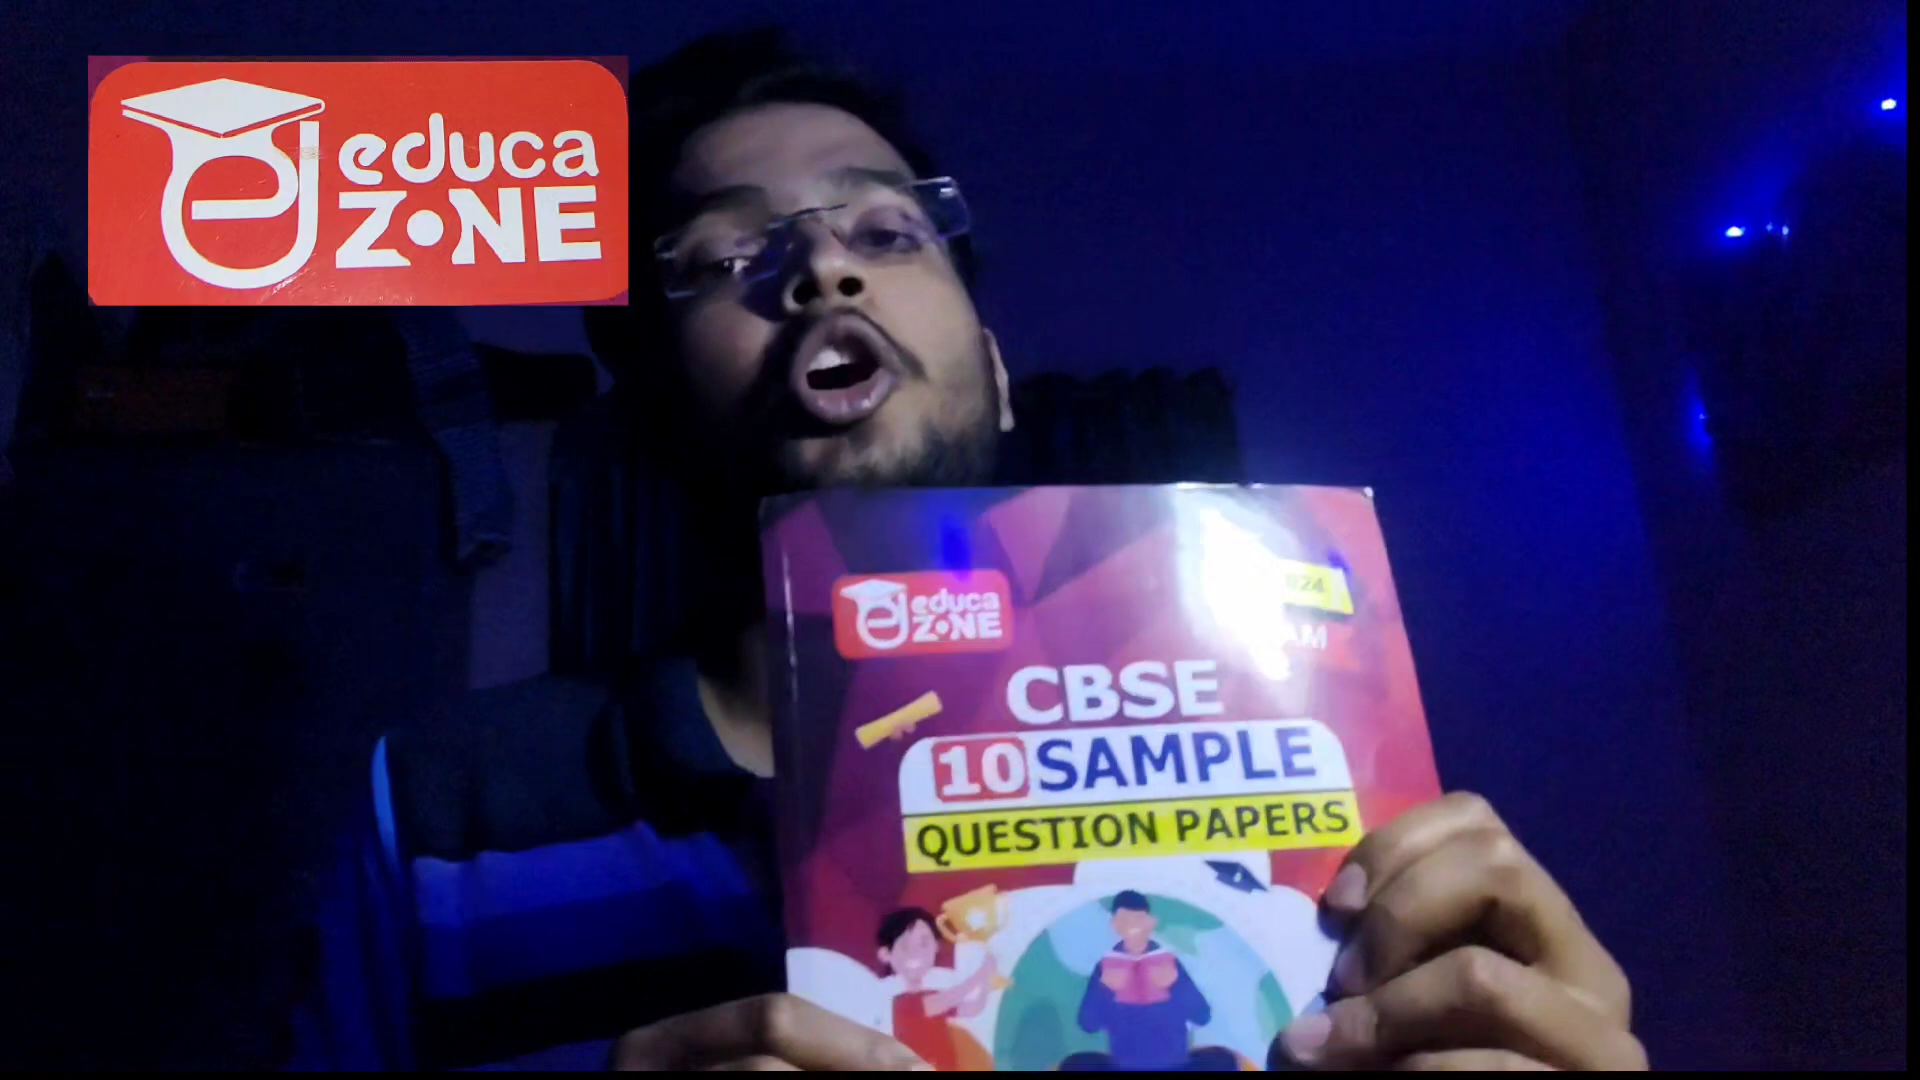 educa
ZONE
educa
ZONE
CBSE
10 SAMPLE
QUESTION PAPERS